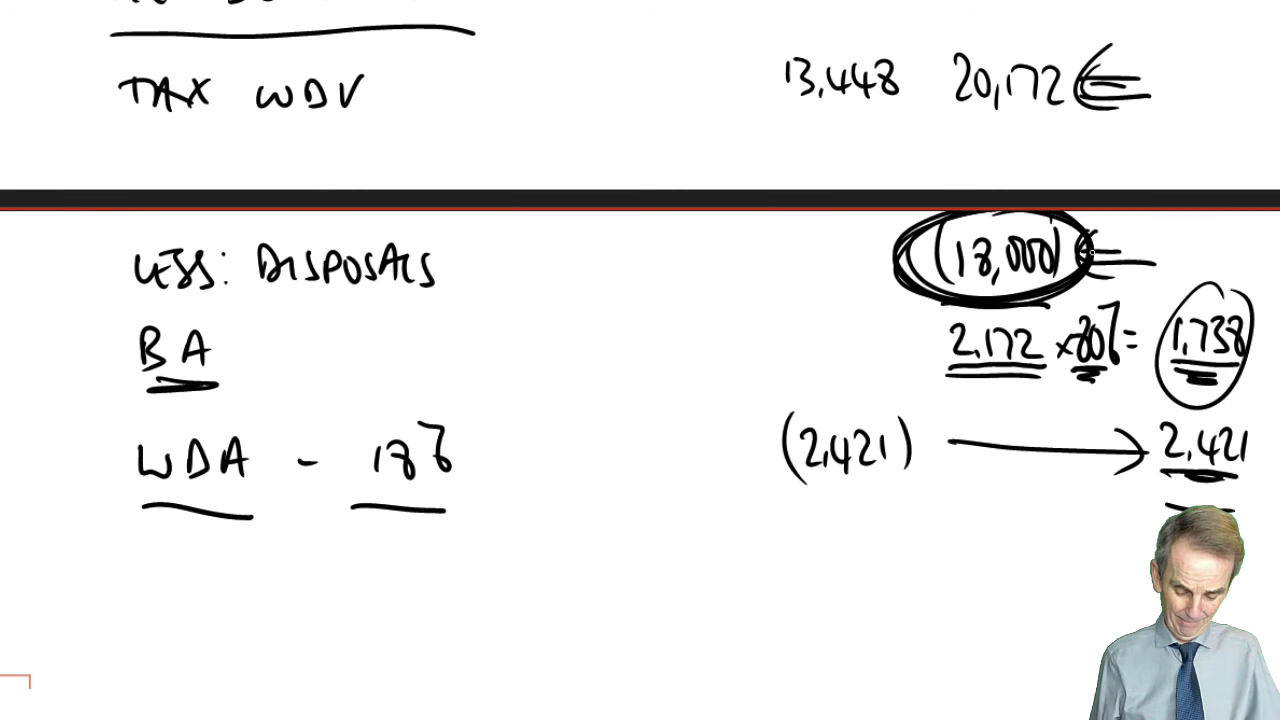 TAX WDV 13,448 20,172
LESS: DISPOSALS (18,000)
BA 2,172 x 80% = 1,738
WDA - 18% (2,421) → 2,421